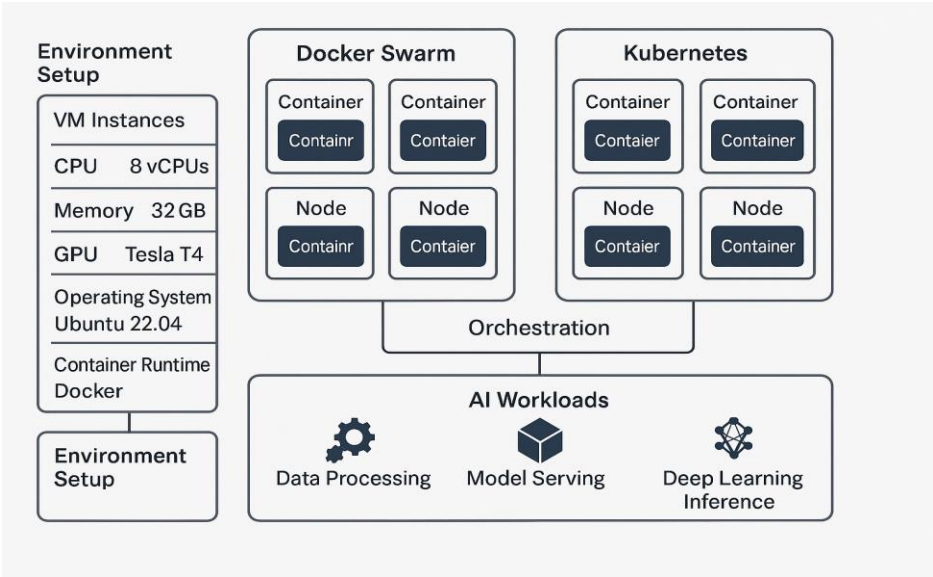 Environment
Setup
VM Instances
CPU 8 vCPUs
Memory 32 GB
GPU Tesla T4
Operating System
Ubuntu 22.04
Container Runtime
Docker
Environment
Setup
Docker Swarm
Container Container
Containr Contaier
Node Node
Containr Contaier
Kubernetes
Container Container
Contaier Container
Node Node
Contaier Container
Orchestration
AI Workloads
Data Processing
Model Serving
Deep Learning
Inference